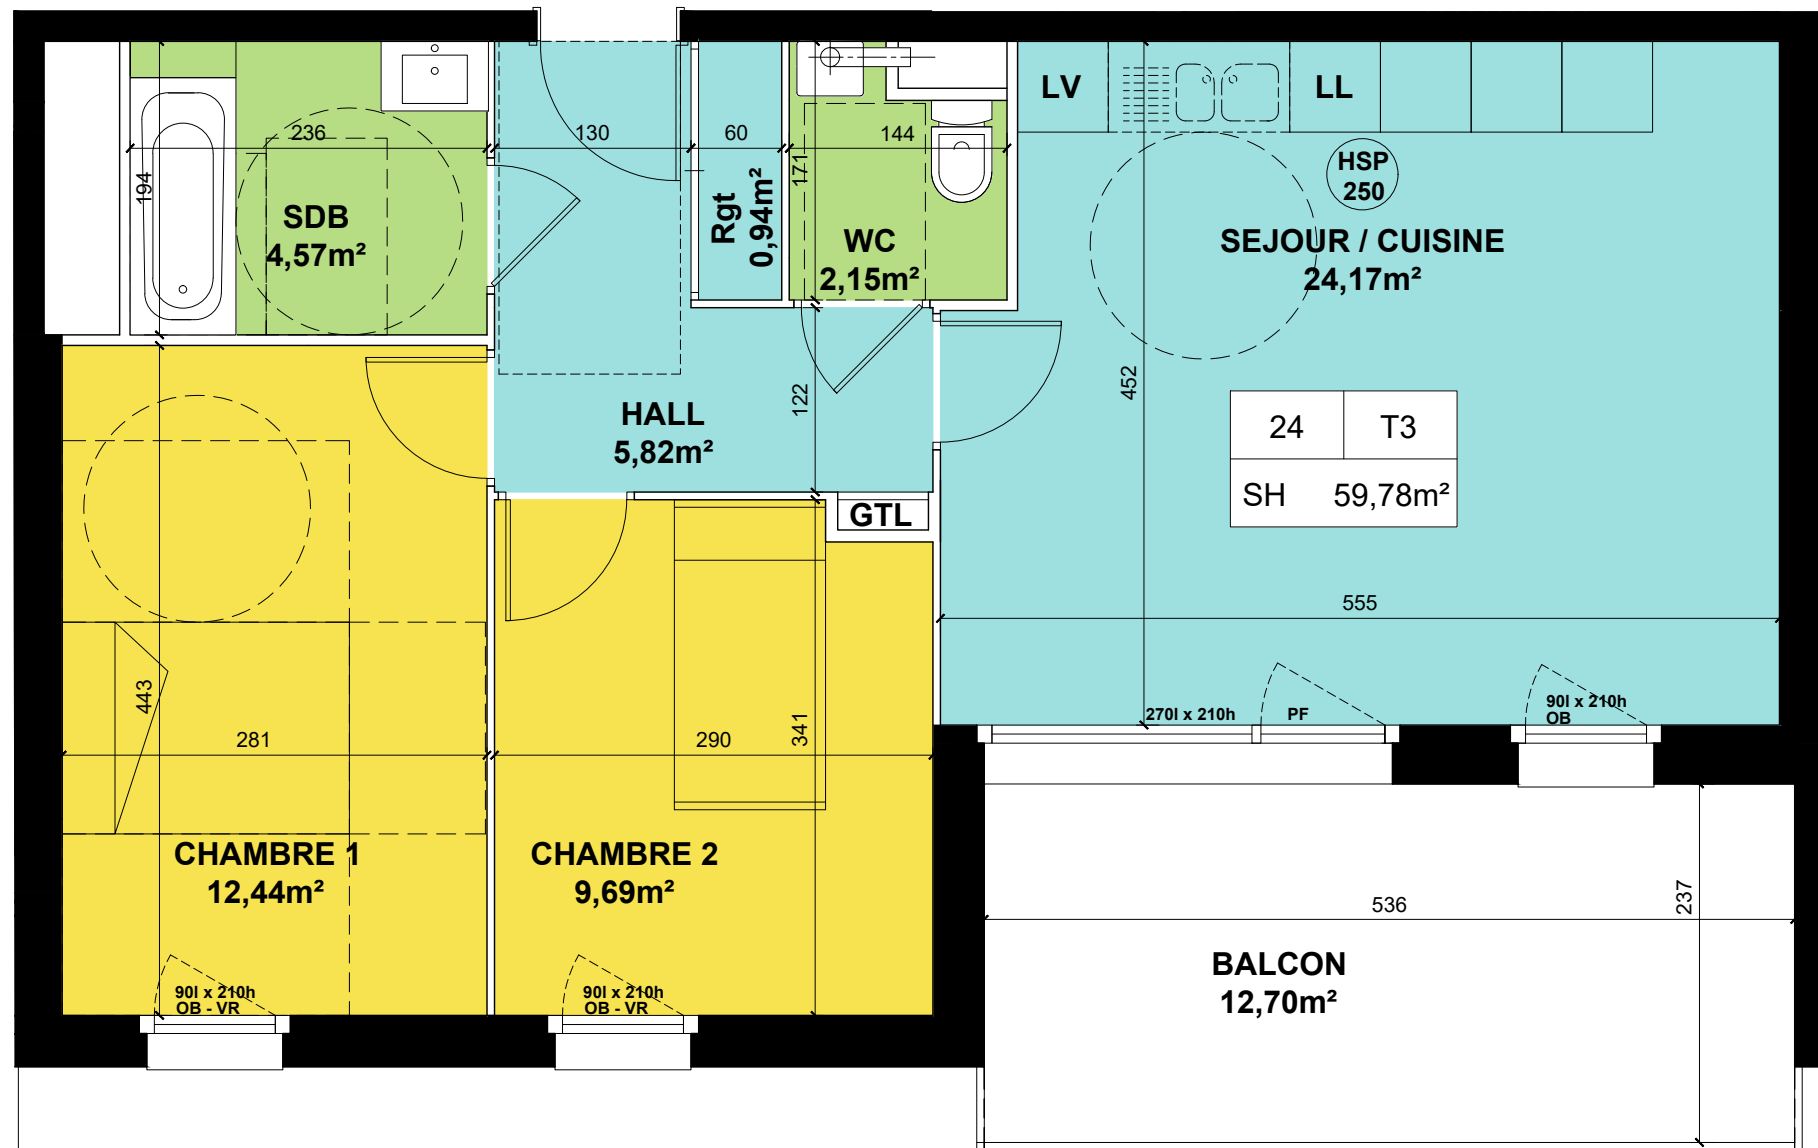 LV
LL
236
130
60
144
194
171
HSP
250
SDB
4,57m²
Rgt
0,94m²
WC
2,15m²
SEJOUR / CUISINE
24,17m²
HALL
5,82m²
122
452
24 T3
SH 59,78m²
GTL
555
443
281
290
341
270l x 210h
PF
90l x 210h
OB
CHAMBRE 1
12,44m²
CHAMBRE 2
9,69m²
536
237
BALCON
12,70m²
90l x 210h
OB - VR
90l x 210h
OB - VR